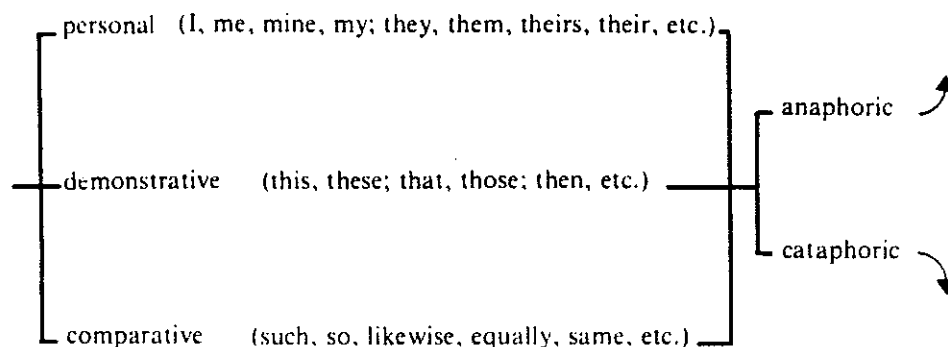 personal (I, me, mine, my; they, them, theirs, their, etc.)
anaphoric
demonstrative (this, these; that, those; then, etc.)
cataphoric
comparative (such, so, likewise, equally, same, etc.)